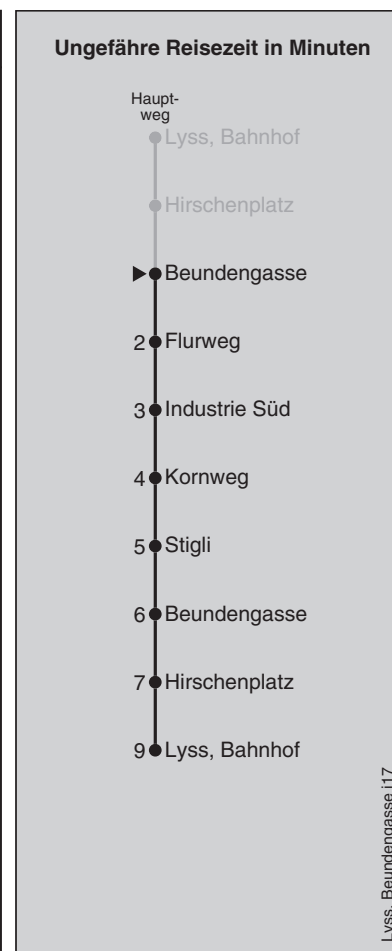 Ungefähre Reisezeit in Minuten
Haupt-
weg
Lyss, Bahnhof
Hirschenplatz
Beundengasse
2 Flurweg
3 Industrie Süd
4 Kornweg
5 Stigli
6 Beundengasse
7 Hirschenplatz
9 Lyss, Bahnhof
Lyss, Beundengasse j17